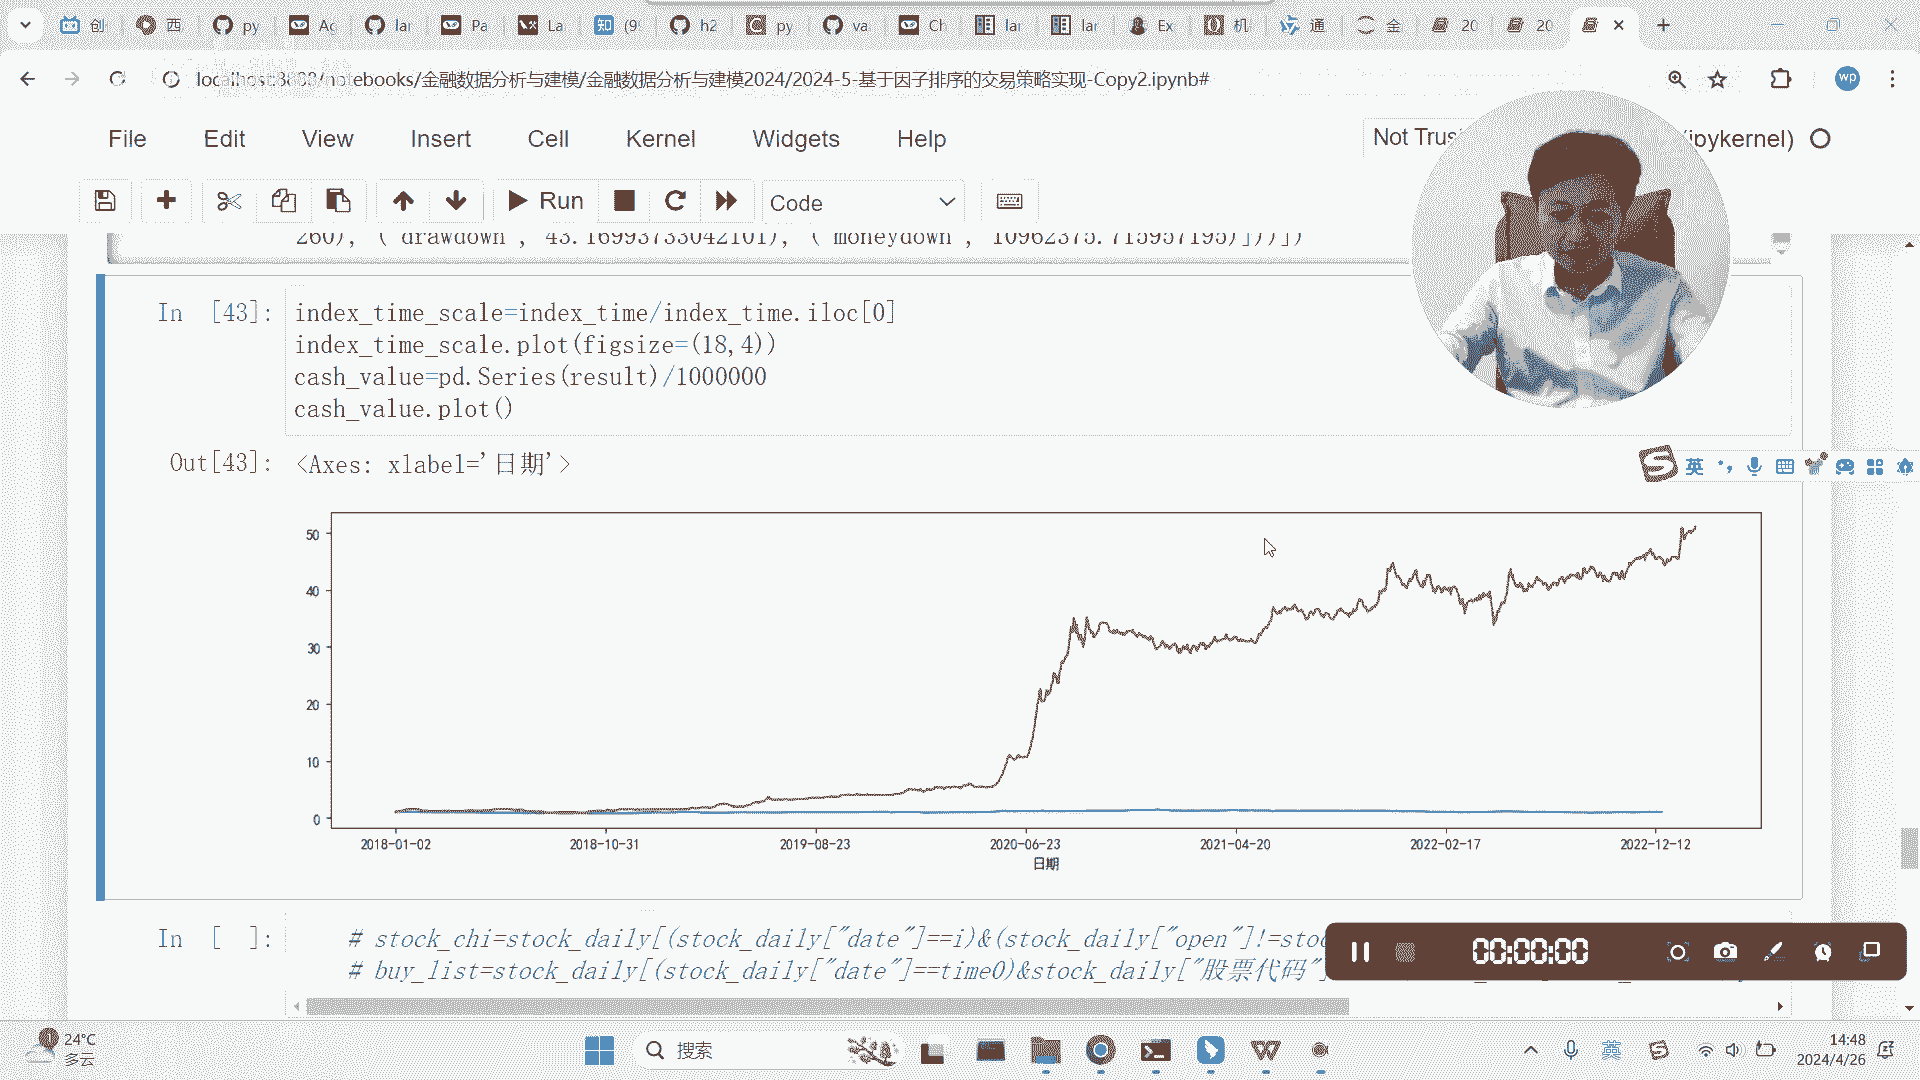 创 西 py Ag lar Pa La (9 h2 py va Ch lar lar Ex 机 通 金 20 20
localhost:8888/notebooks/金融数据分析与建模/金融数据分析与建模2024/2024-5-基于因子排序的交易策略实现-Copy2.ipynb#
wp
File Edit View Insert Cell Kernel Widgets Help
Not Trus
(ipykernel)
Run
Code
260), ('drawdown', 43.16993733042101), ('moneydown', 10962375.715957195)]))])
In [43]:
index_time_scale=index_time/index_time.iloc[0]
index_time_scale.plot(figsize=(18,4))
cash_value=pd.Series(result)/1000000
cash_value.plot()
Out[43]: <Axes: xlabel='日期'>
英
50
40
30
20
10
0
2018-01-02 2018-10-31 2019-08-23 2020-06-23 2021-04-20 2022-02-17 2022-12-12
日期
In [ ]:
# stock_chi=stock_daily[(stock_daily["date"]==i)&(stock_daily["open"]!=stoc
# buy_list=stock_daily[(stock_daily["date"]==time0)&stock_daily["股票代码"]
00:00:00
24°C
多云
搜索
英
14:48
2024/4/26